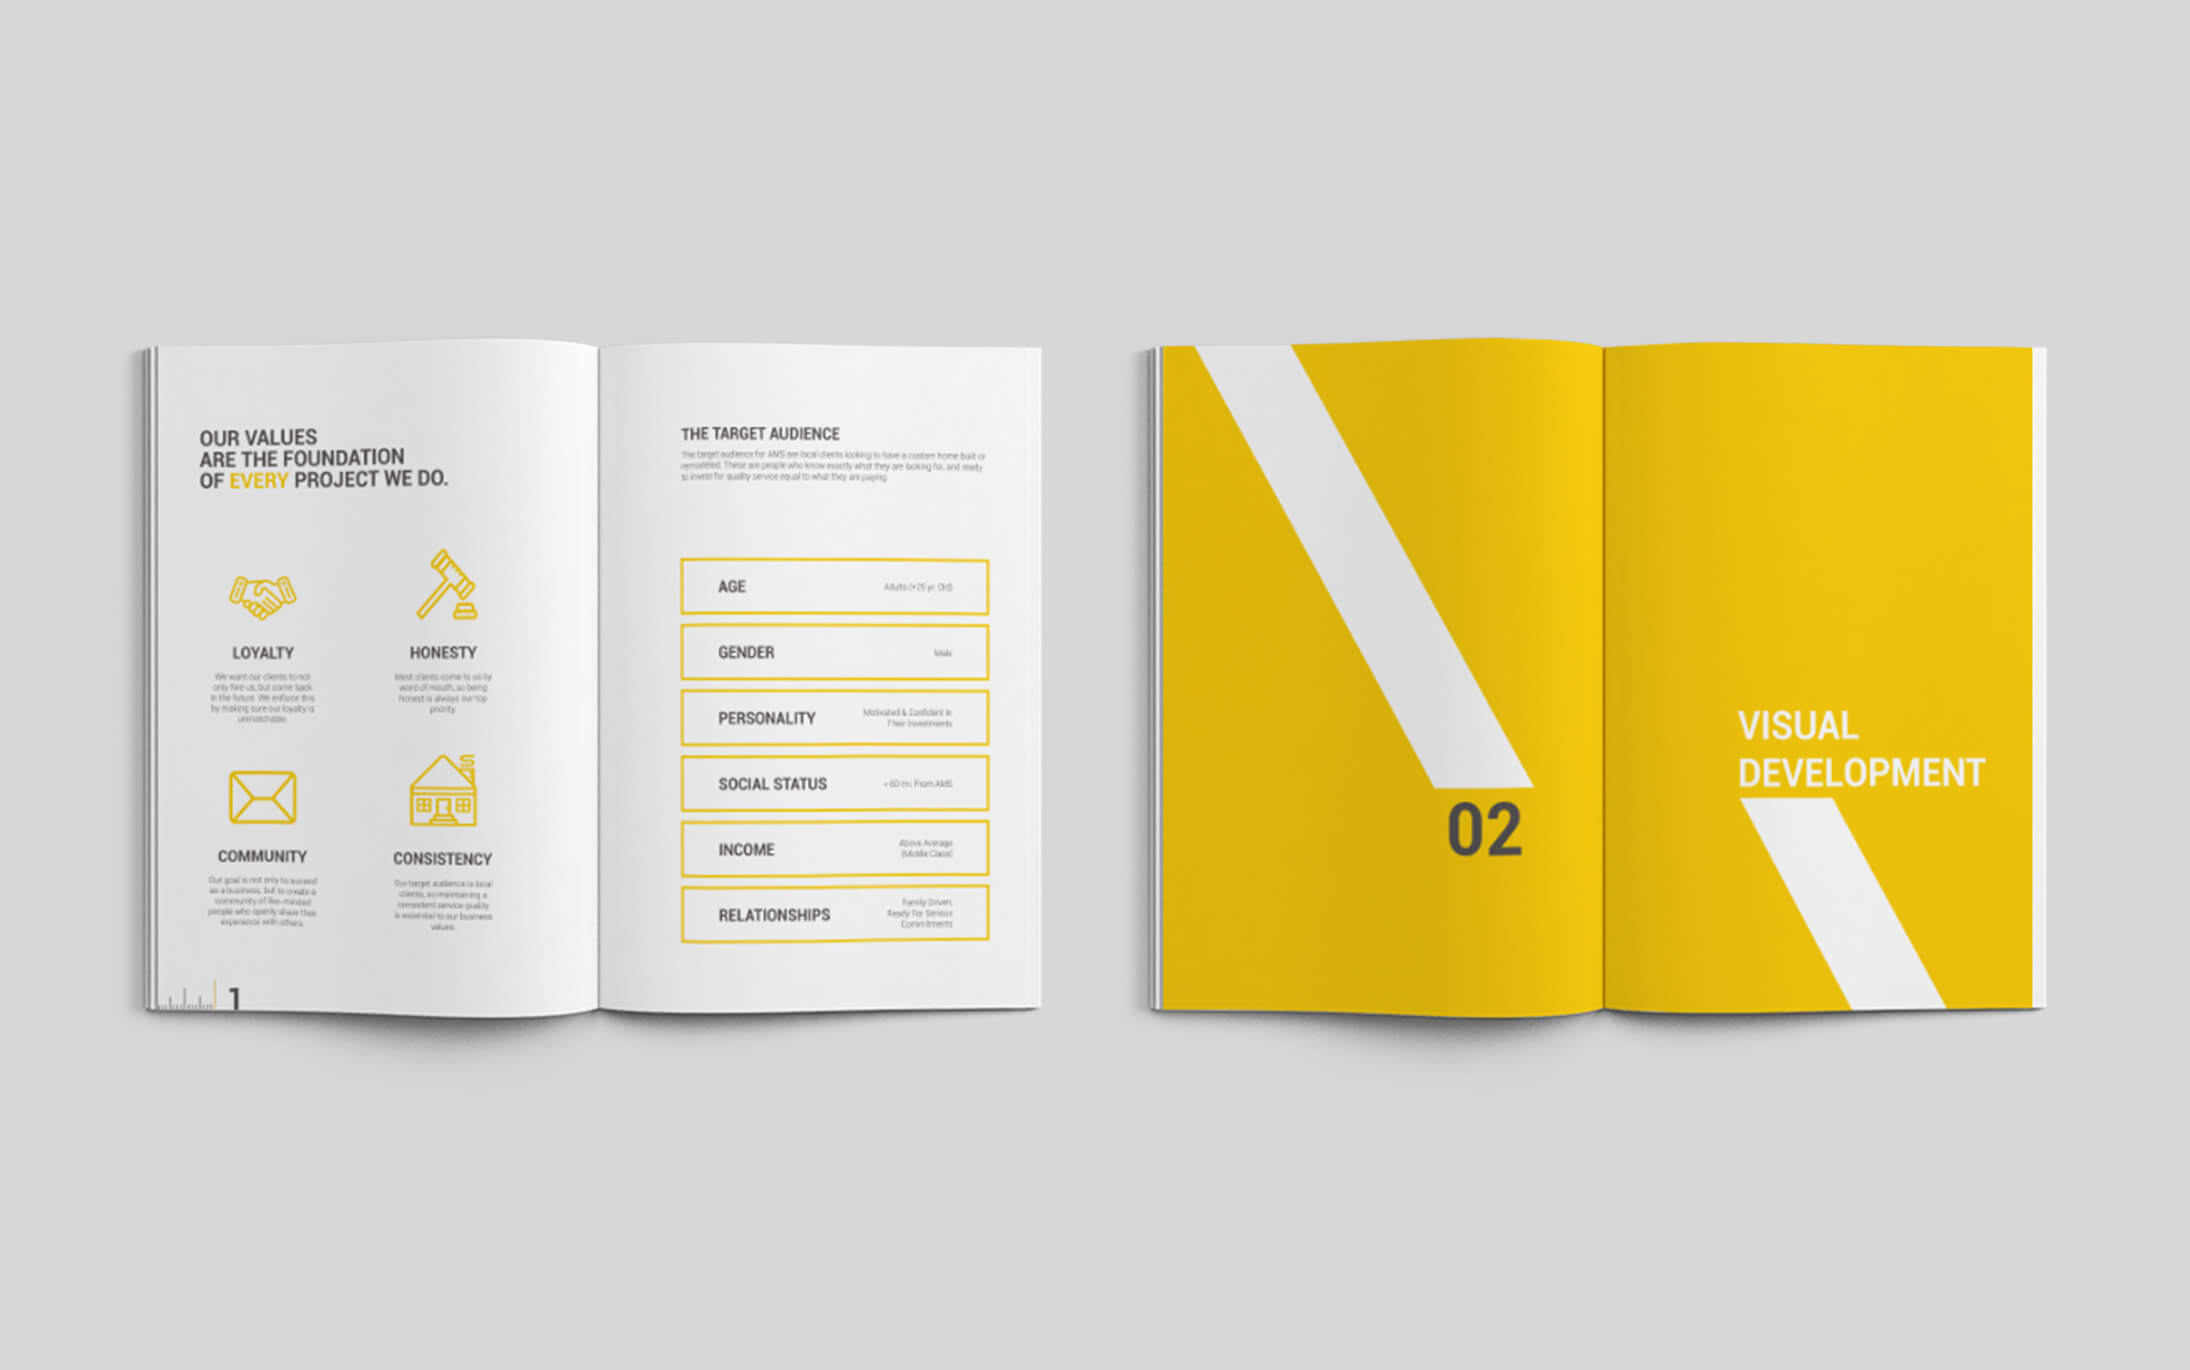 OUR VALUES
ARE THE FOUNDATION
OF EVERY PROJECT WE DO.
LOYALTY
We want our clients to not
only hire us, but come back
in the future. We enforce this
by making sure our loyalty is
unmatchable.
HONESTY
Most clients come to us by
word of mouth, so being
honest is always our top
priority.
COMMUNITY
Our goal is not only to succeed
as a business, but to create a
community of like-minded
people who openly share their
experience with others.
CONSISTENCY
Our target audience is local
clients, so maintaining a
consistent service quality
is essential to our business
values.
1
THE TARGET AUDIENCE
The target audience for AMS are local clients looking to have a custom home built or
remodeled. These are people who know exactly what they are looking for, and ready
to invest for quality service equal to what they are paying.
AGE
Adults (+25 yr. Old)
GENDER
Male
PERSONALITY
Motivated & Confident In
Their Investments
SOCIAL STATUS
< 60 mi. From AMS
INCOME
Above Average
(Middle Class)
RELATIONSHIPS
Family Driven,
Ready For Serious
Commitments
02
VISUAL
DEVELOPMENT